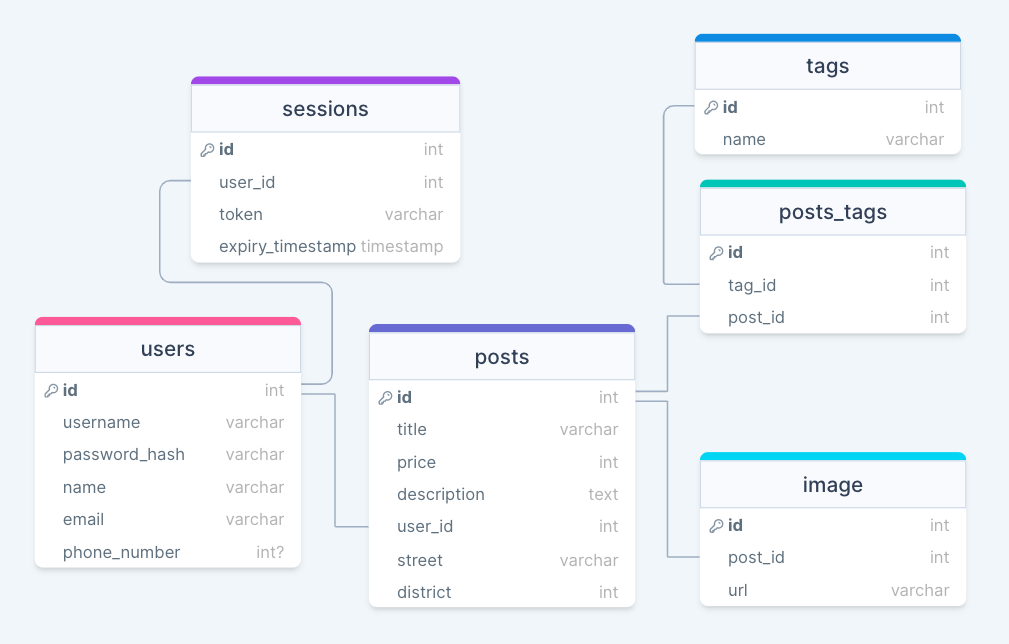 sessions
id int
user_id int
token varchar
expiry_timestamp timestamp
tags
id int
name varchar
posts_tags
id int
tag_id int
post_id int
users
id int
username varchar
password_hash varchar
name varchar
email varchar
phone_number int?
posts
id int
title varchar
price int
description text
user_id int
street varchar
district int
image
id int
post_id int
url varchar